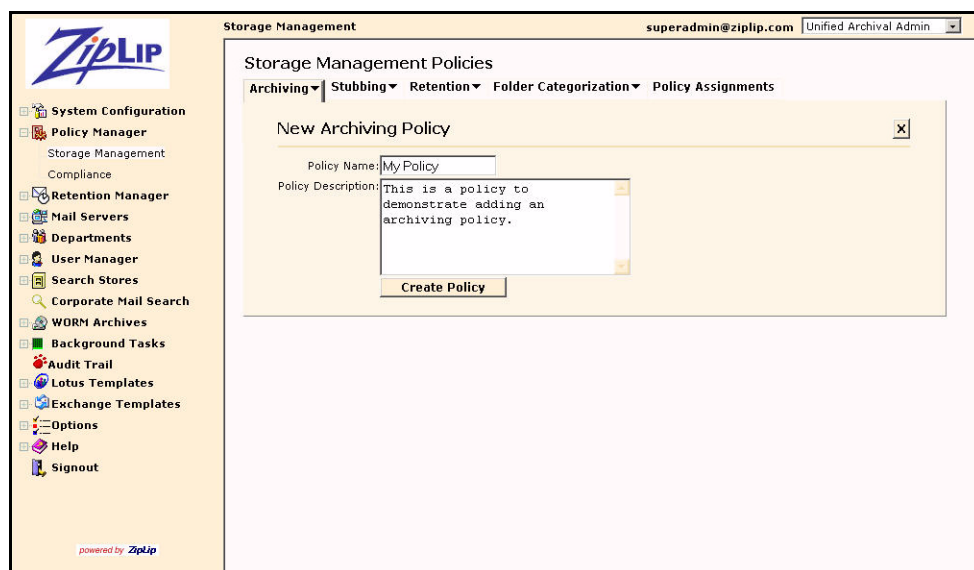 ZipLip
Storage Management
superadmin@ziplip.com
Unified Archival Admin
Storage Management Policies
Archiving
Stubbing
Retention
Folder Categorization
Policy Assignments
System Configuration
Policy Manager
Storage Management
Compliance
Retention Manager
Mail Servers
Departments
User Manager
Search Stores
Corporate Mail Search
WORM Archives
Background Tasks
Audit Trail
Lotus Templates
Exchange Templates
Options
Help
Signout
powered by ZipLip
New Archiving Policy
X
Policy Name: My Policy
Policy Description: This is a policy to
demonstrate adding an
archiving policy.
Create Policy